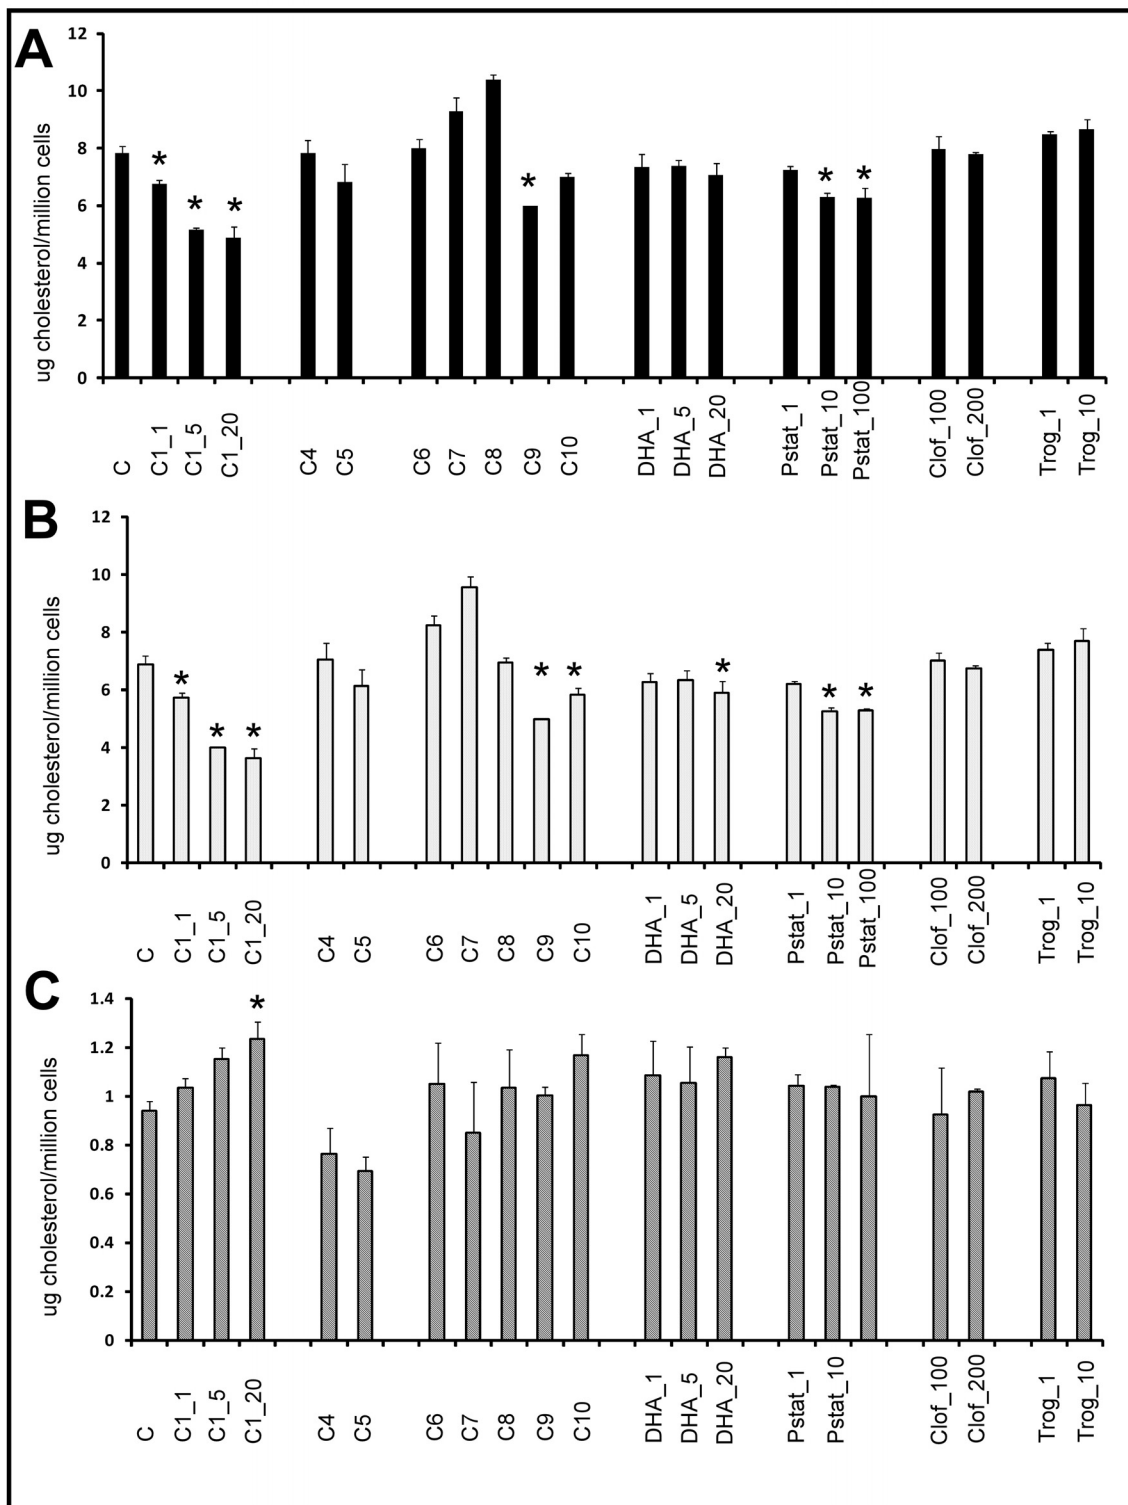 A
12
10
8
6
4
2
0
ug cholesterol/million cells
* * * * * *
C C1_1 C1_5 C1_20 C4 C5 C6 C7 C8 C9 C10 DHA_1 DHA_5 DHA_20 Pstat_1 Pstat_10 Pstat_100 Clof_100 Clof_200 Trog_1 Trog_10
B
12
10
8
6
4
2
0
ug cholesterol/million cells
* * * * * * * *
C C1_1 C1_5 C1_20 C4 C5 C6 C7 C8 C9 C10 DHA_1 DHA_5 DHA_20 Pstat_1 Pstat_10 Pstat_100 Clof_100 Clof_200 Trog_1 Trog_10
C
1.4
1.2
1
0.8
0.6
0.4
0.2
0
ug cholesterol/million cells
*
C C1_1 C1_5 C1_20 C4 C5 C6 C7 C8 C9 C10 DHA_1 DHA_5 DHA_20 Pstat_1 Pstat_10 Clof_100 Clof_200 Trog_1 Trog_10